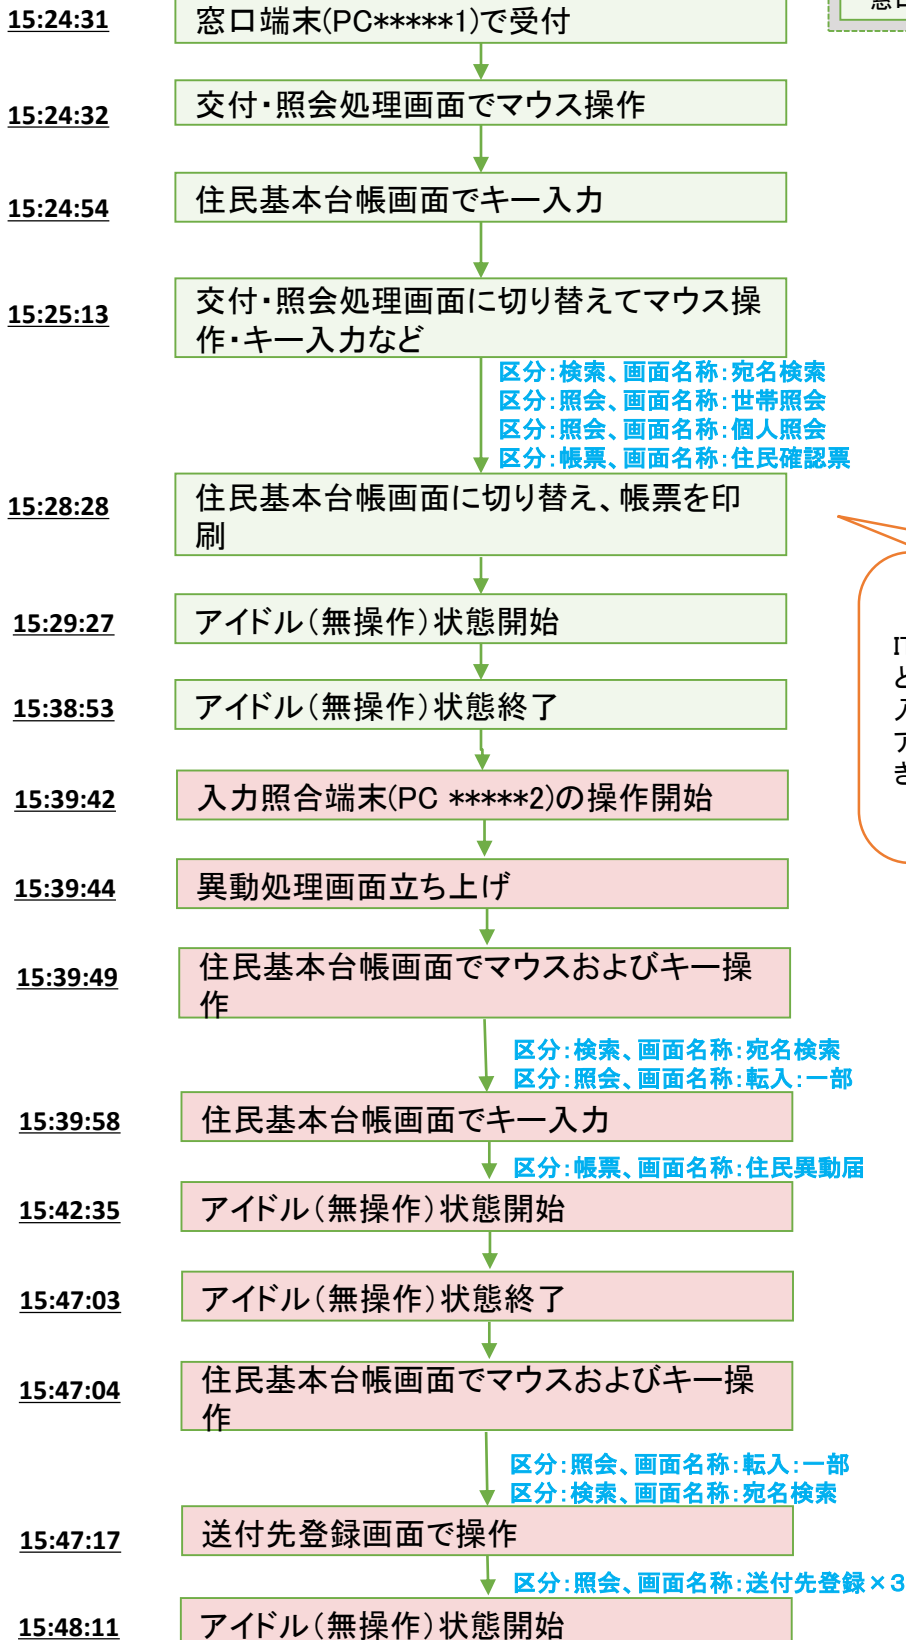 15:24:31
窓口端末(PC*****1)で受付
15:24:32
交付・照会処理画面でマウス操作
15:24:54
住民基本台帳画面でキー入力
15:25:13
交付・照会処理画面に切り替えてマウス操
作・キー入力など
区分：検索、画面名称：宛名検索
区分：照会、画面名称：世帯照会
区分：照会、画面名称：個人照会
区分：帳票、画面名称：住民確認票
15:28:28
住民基本台帳画面に切り替え、帳票を印
刷
15:29:27
アイドル（無操作）状態開始
15:38:53
アイドル（無操作）状態終了
15:39:42
入力照合端末(PC *****2)の操作開始
15:39:44
異動処理画面立ち上げ
15:39:49
住民基本台帳画面でマウスおよびキー操
作
区分：検索、画面名称：宛名検索
区分：照会、画面名称：転入：一部
15:39:58
住民基本台帳画面でキー入力
区分：帳票、画面名称：住民異動届
15:42:35
アイドル（無操作）状態開始
15:47:03
アイドル（無操作）状態終了
15:47:04
住民基本台帳画面でマウスおよびキー操
作
区分：照会、画面名称：転入：一部
区分：検索、画面名称：宛名検索
15:47:17
送付先登録画面で操作
区分：照会、画面名称：送付先登録×3
15:48:11
アイドル（無操作）状態開始